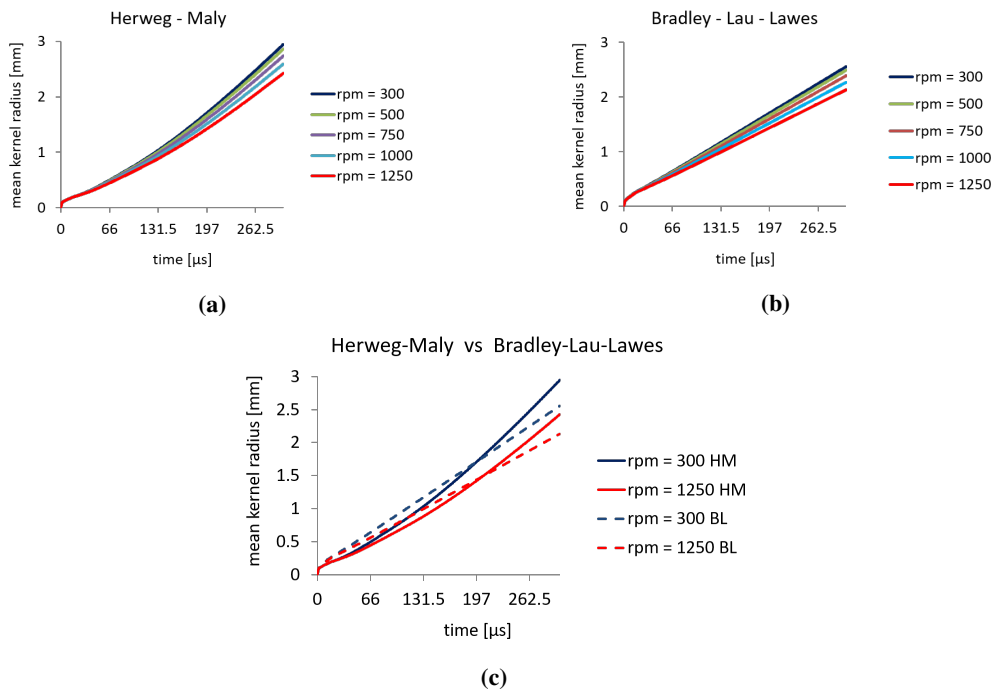 Herweg - Maly
3
2
1
0
mean kernel radius [mm]
0 66 131.5 197 262.5
time [µs]
rpm = 300
rpm = 500
rpm = 750
rpm = 1000
rpm = 1250
(a)
Bradley - Lau - Lawes
3
2
1
0
mean kernel radius [mm]
0 66 131.5 197 262.5
time [µs]
rpm = 300
rpm = 500
rpm = 750
rpm = 1000
rpm = 1250
(b)
Herweg-Maly vs Bradley-Lau-Lawes
3
2.5
2
1.5
1
0.5
0
mean kernel radius [mm]
0 66 131.5 197 262.5
time [µs]
rpm = 300 HM
rpm = 1250 HM
rpm = 300 BL
rpm = 1250 BL
(c)